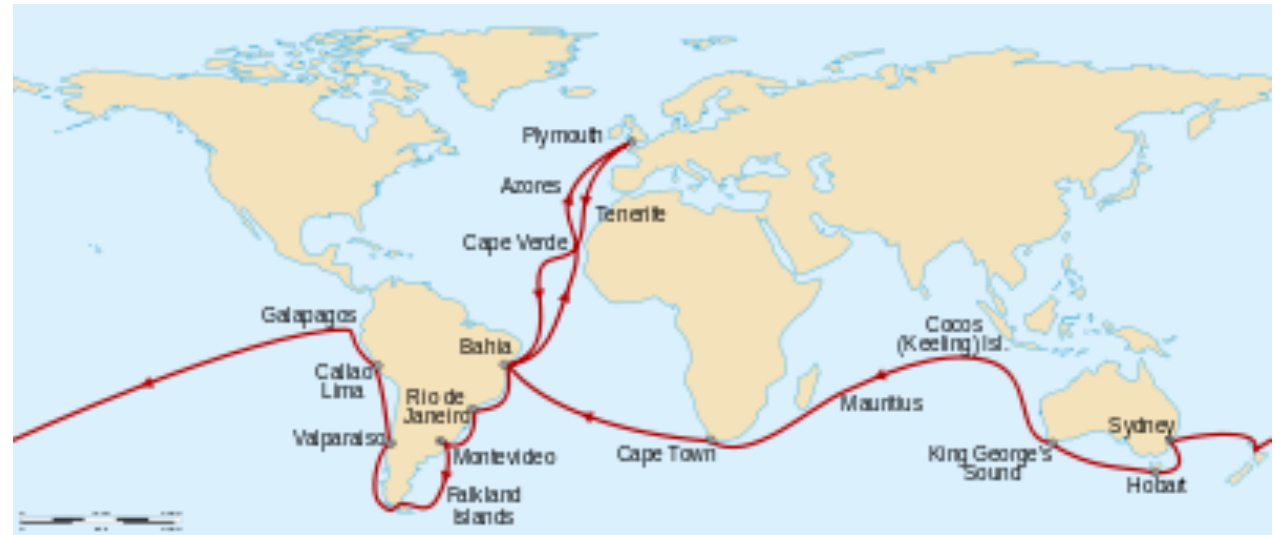 Plymouth
Azores
Tenerife
Cape Verde
Galapagos
Bahia
Cocos
(Keeling) Isl.
Callao
Lima
Rio de
Janeiro
Mauritius
Valparaiso
Montevideo
Cape Town
King George's
Sound
Sydney
Hobart
Falkland
Islands